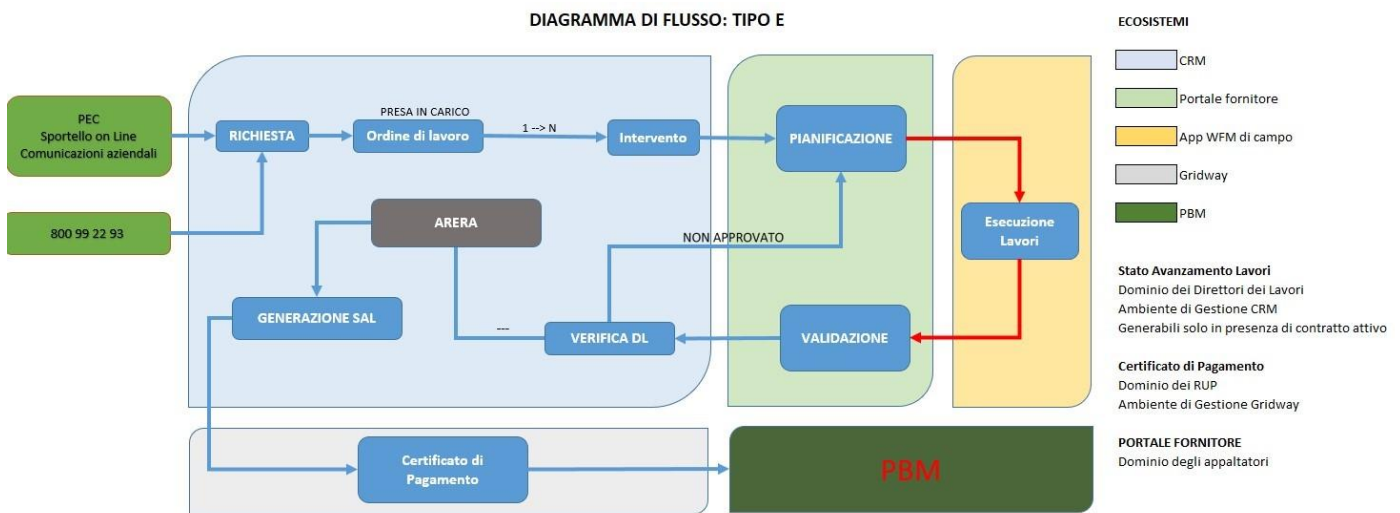 DIAGRAMMA DI FLUSSO: TIPO E
PEC
Sportello on Line
Comunicazioni aziendali
800 99 22 93
RICHIESTA
PRESA IN CARICO
Ordine di lavoro
1 --> N
Intervento
PIANIFICAZIONE
Esecuzione
Lavori
ARERA
NON APPROVATO
GENERAZIONE SAL
---
VERIFICA DL
VALIDAZIONE
Certificato di
Pagamento
PBM
ECOSISTEMI
CRM
Portale fornitore
App WFM di campo
Gridway
PBM
Stato Avanzamento Lavori
Dominio dei Direttori dei Lavori
Ambiente di Gestione CRM
Generabili solo in presenza di contratto attivo
Certificato di Pagamento
Dominio dei RUP
Ambiente di Gestione Gridway
PORTALE FORNITORE
Dominio degli appaltatori